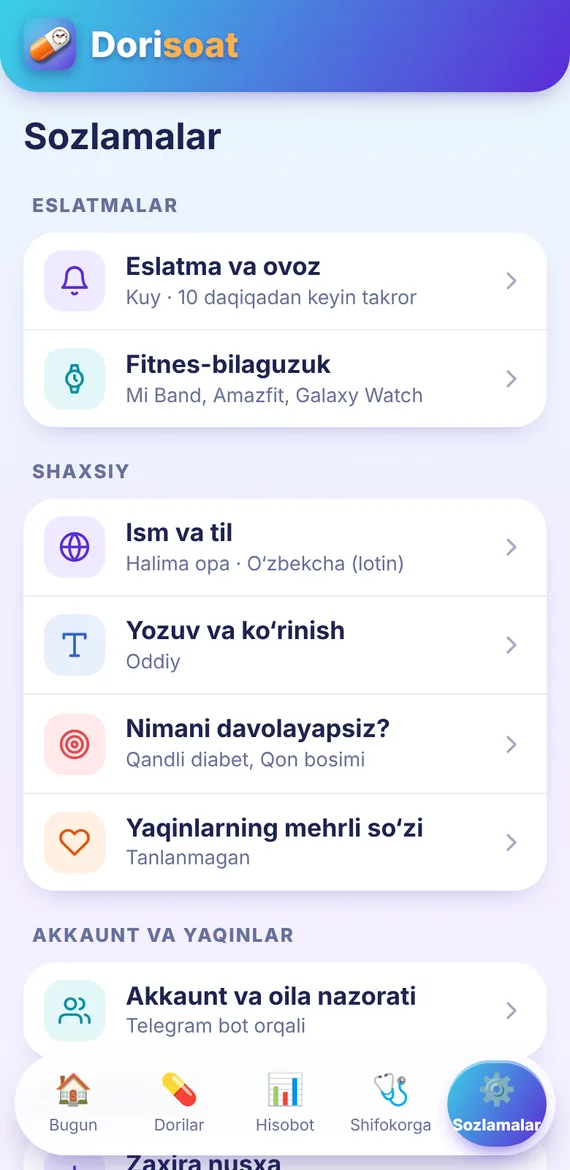 Dorisoat
Sozlamalar
ESLATMALAR
Eslatma va ovoz
Kuy · 10 daqiqadan keyin takror
Fitnes-bilaguzuk
Mi Band, Amazfit, Galaxy Watch
SHAXSIY
Ism va til
Halima opa · Oʻzbekcha (lotin)
Yozuv va koʻrinish
Oddiy
Nimani davolayapsiz?
Qandli diabet, Qon bosimi
Yaqinlarning mehrli soʻzi
Tanlanmagan
AKKAUNT VA YAQINLAR
Akkaunt va oila nazorati
Telegram bot orqali
Bugun
Dorilar
Hisobot
Shifokorga
Sozlamalar
Zaxira nusxa